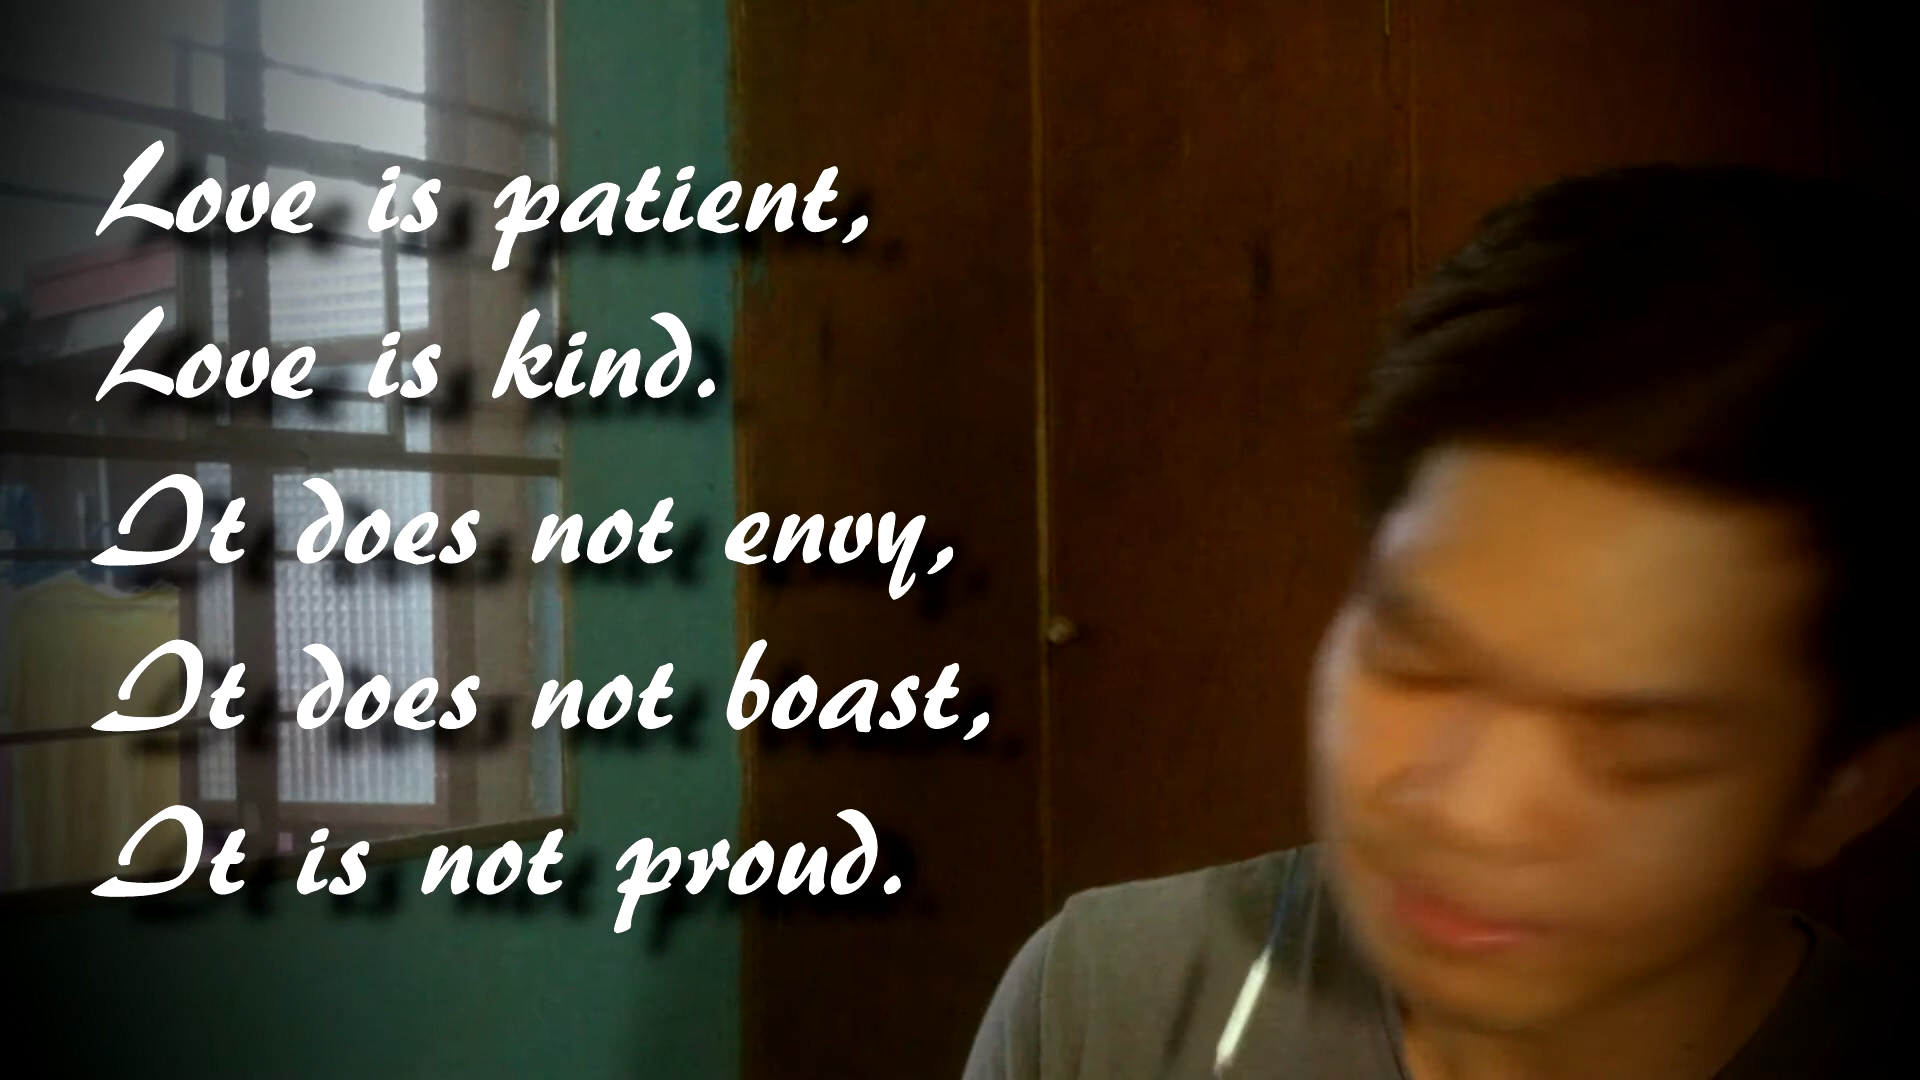 Love is patient,
Love is kind.
It does not envy,
It does not boast,
It is not proud.